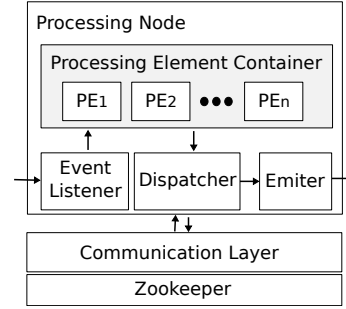 Processing Node
Processing Element Container
PE1 PE2 ●●● PEn
Event Listener
Dispatcher
Emiter
Communication Layer
Zookeeper